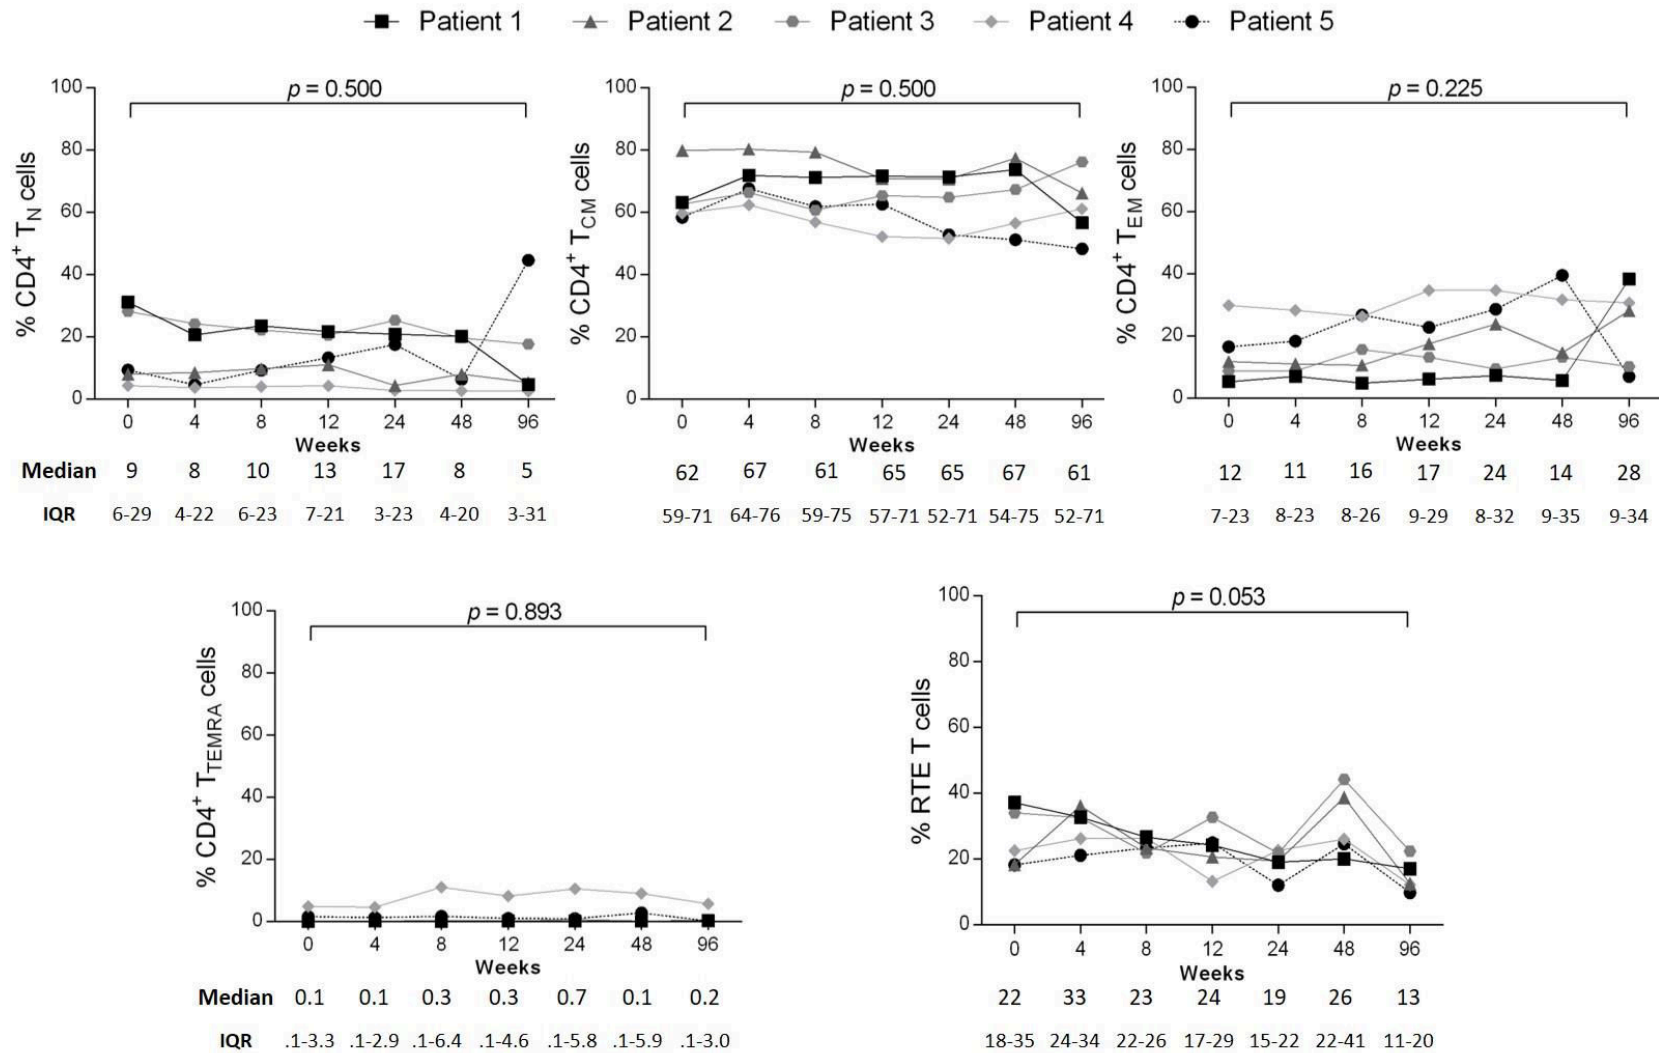 Patient 1 Patient 2 Patient 3 Patient 4 Patient 5
p = 0.500
% CD4+ TN cells
100
80
60
40
20
0
0 4 8 12 24 48 96
Weeks
p = 0.500
% CD4+ TCM cells
100
80
60
40
20
0
0 4 8 12 24 48 96
Weeks
p = 0.225
% CD4+ TEM cells
100
80
60
40
20
0
0 4 8 12 24 48 96
Weeks
Median 9 8 10 13 17 8 5 62 67 61 65 65 67 61 12 11 16 17 24 14 28
IQR 6-29 4-22 6-23 7-21 3-23 4-20 3-31 59-71 64-76 59-75 57-71 52-71 54-75 52-71 7-23 8-23 8-26 9-29 8-32 9-35 9-34
p = 0.893
% CD4+ TTEMRA cells
100
80
60
40
20
0
0 4 8 12 24 48 96
Weeks
p = 0.053
% RTE T cells
100
80
60
40
20
0
0 4 8 12 24 48 96
Weeks
Median 0.1 0.1 0.3 0.3 0.7 0.1 0.2 22 33 23 24 19 26 13
IQR .1-3.3 .1-2.9 .1-6.4 .1-4.6 .1-5.8 .1-5.9 .1-3.0 18-35 24-34 22-26 17-29 15-22 22-41 11-20